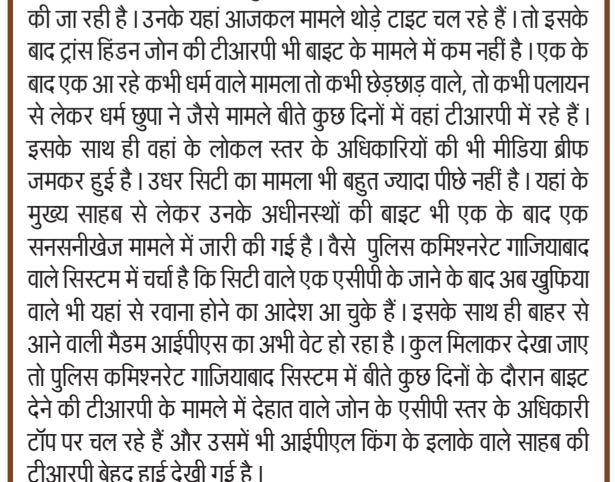 की जा रही है। उनके यहां आजकल मामले थोड़े टाइट चल रहे हैं। तो इसके
बाद ट्रांस हिंडन जोन की टीआरपी भी बाइट के मामले में कम नहीं है। एक के
बाद एक आ रहे कभी धर्म वाले मामला तो कभी छेड़छाड़ वाले, तो कभी पलायन
से लेकर धर्म छुपा ने जैसे मामले बीते कुछ दिनों में वहां टीआरपी में रहे हैं।
इसके साथ ही वहां के लोकल स्तर के अधिकारियों की भी मीडिया ब्रीफ
जमकर हुई है। उधर सिटी का मामला भी बहुत ज्यादा पीछे नहीं है। यहां के
मुख्य साहब से लेकर उनके अधीनस्थों की बाइट भी एक के बाद एक
सनसनीखेज मामले में जारी की गई है। वैसे पुलिस कमिश्नरेट गाजियाबाद
वाले सिस्टम में चर्चा है कि सिटी वाले एक एसीपी के जाने के बाद अब खुफिया
वाले भी यहां से रवाना होने का आदेश आ चुके हैं। इसके साथ ही बाहर से
आने वाली मैडम आईपीएस का अभी वेट हो रहा है। कुल मिलाकर देखा जाए
तो पुलिस कमिश्नरेट गाजियाबाद सिस्टम में बीते कुछ दिनों के दौरान बाइट
देने की टीआरपी के मामले में देहात वाले जोन के एसीपी स्तर के अधिकारी
टॉप पर चल रहे हैं और उसमें भी आईपीएल किंग के इलाके वाले साहब की
टीआरपी बेहद हाई देखी गई है।